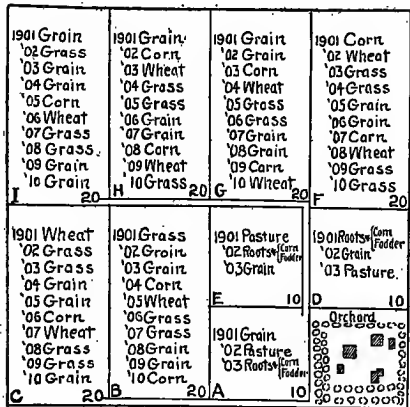 1901 Grain
'02 Grass
'03 Grain
'04 Grain
'05 Corn
'06 Wheat
'07 Grass
'08 Grass
'09 Grain
'10 Grain
I 20
1901 Grain
'02 Corn
'03 Wheat
'04 Grass
'05 Grass
'06 Grain
'07 Grain
'08 Corn
'09 Wheat
'10 Grass
H 20
1901 Grain
'02 Grain
'03 Corn
'04 Wheat
'05 Grass
'06 Grass
'07 Grain
'08 Grain
'09 Corn
'10 Wheat
G 20
1901 Corn
'02 Wheat
'03 Grass
'04 Grass
'05 Grain
'06 Grain
'07 Corn
'08 Wheat
'09 Grass
'10 Grass
F 20
1901 Wheat
'02 Grass
'03 Grass
'04 Grain
'05 Grain
'06 Corn
'07 Wheat
'08 Grass
'09 Grass
'10 Grain
C 20
1901 Grass
'02 Grain
'03 Grain
'04 Corn
'05 Wheat
'06 Grass
'07 Grass
'08 Grain
'09 Grain
'10 Corn
B 20
1901 Pasture
'02 Roots & {Corn Fodder
'03 Grain
E 10
1901 Roots & {Corn Fodder
'02 Grain
'03 Pasture
D 10
1901 Grain
'02 Pasture
'03 Roots & {Corn Fodder
A 10
Orchard